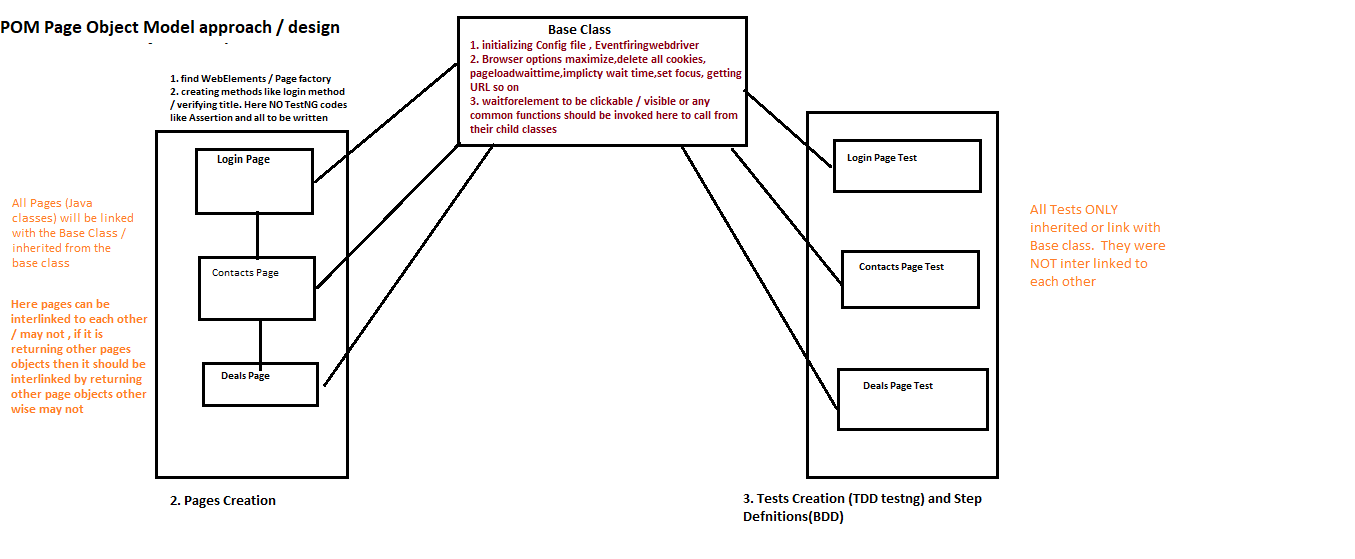 POM Page Object Model approach / design
Base Class
1. initializing Config file , Eventfiringwebdriver
2. Browser options maximize,delete all cookies,
pageloadwaittime,implicty wait time,set focus, getting
URL so on
3. waitforelement to be clickable / visible or any
common functions should be invoked here to call from
their child classes
1. find WebElements / Page factory
2. creating methods like login method
/ verifying title. Here NO TestNG codes
like Assertion and all to be written
Login Page
Contacts Page
Deals Page
All Pages (Java
classes) will be linked
with the Base Class /
inherited from the
base class
Here pages can be
interlinked to each other
/ may not , if it is
returning other pages
objects then it should be
interlinked by returning
other page objects other
wise may not
2. Pages Creation
Login Page Test
Contacts Page Test
Deals Page Test
All Tests ONLY
inherited or link with
Base class. They were
NOT inter linked to
each other
3. Tests Creation (TDD testng) and Step
Defnitions(BDD)